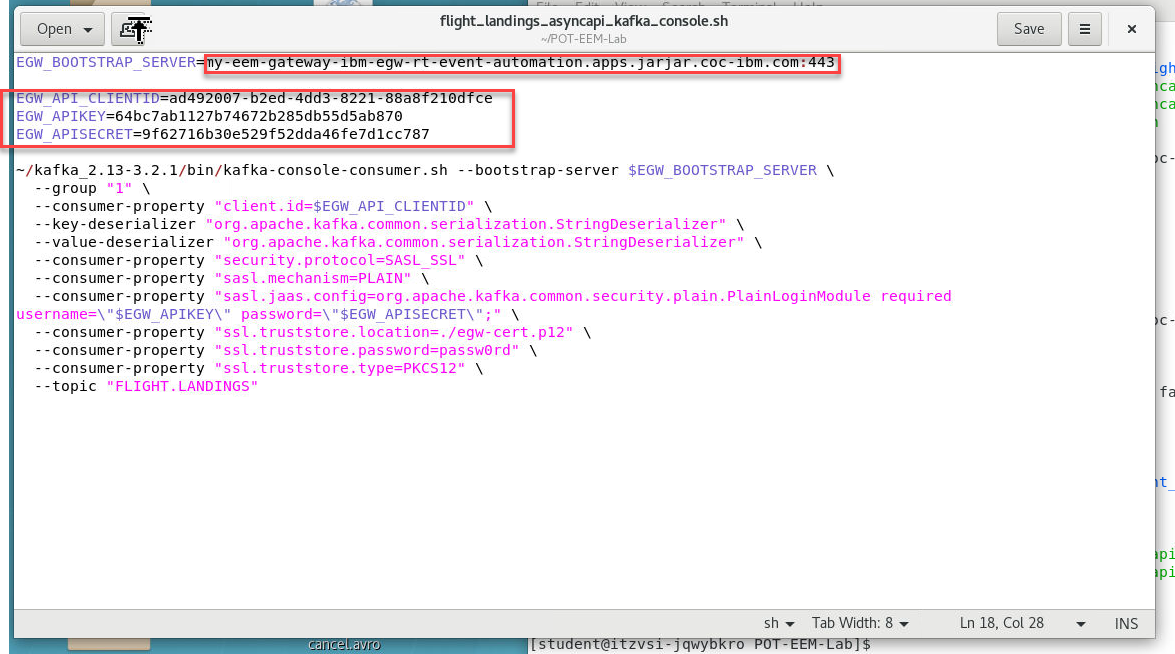 File Edit View Search Terminal Help
Open
flight_landings_asyncapi_kafka_console.sh
~/POT-EEM-Lab
Save
EGW_BOOTSTRAP_SERVER=my-eem-gateway-ibm-egw-rt-event-automation.apps.jarjar.coc-ibm.com:443
EGW_API_CLIENTID=ad492007-b2ed-4dd3-8221-88a8f210dfce
EGW_APIKEY=64bc7ab1127b74672b285db55d5ab870
EGW_APISECRET=9f62716b30e529f52dda46fe7d1cc787
~/kafka_2.13-3.2.1/bin/kafka-console-consumer.sh --bootstrap-server $EGW_BOOTSTRAP_SERVER \
--group "1" \
--consumer-property "client.id=$EGW_API_CLIENTID" \
--key-deserializer "org.apache.kafka.common.serialization.StringDeserializer" \
--value-deserializer "org.apache.kafka.common.serialization.StringDeserializer" \
--consumer-property "security.protocol=SASL_SSL" \
--consumer-property "sasl.mechanism=PLAIN" \
--consumer-property "sasl.jaas.config=org.apache.kafka.common.security.plain.PlainLoginModule required
username=\"$EGW_APIKEY\" password=\"$EGW_APISECRET\";" \
--consumer-property "ssl.truststore.location=./egw-cert.p12" \
--consumer-property "ssl.truststore.password=passw0rd" \
--consumer-property "ssl.truststore.type=PKCS12" \
--topic "FLIGHT.LANDINGS"
sh Tab Width: 8 Ln 18, Col 28 INS
cancel.avro
[student@itzvsi-jqwybkro POT-EEM-Lab]$